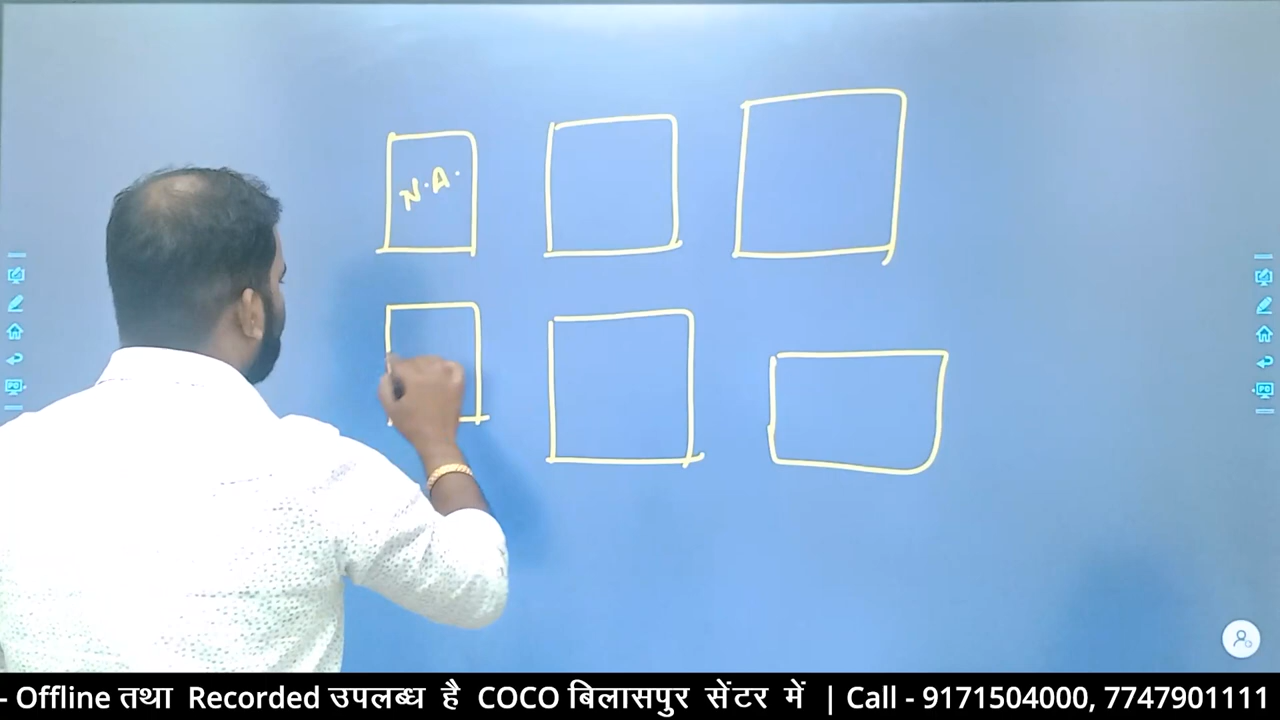 N.A.
- Offline तथा Recorded उपलब्ध है COCO बिलासपुर सेंटर में | Call - 9171504000, 7747901111